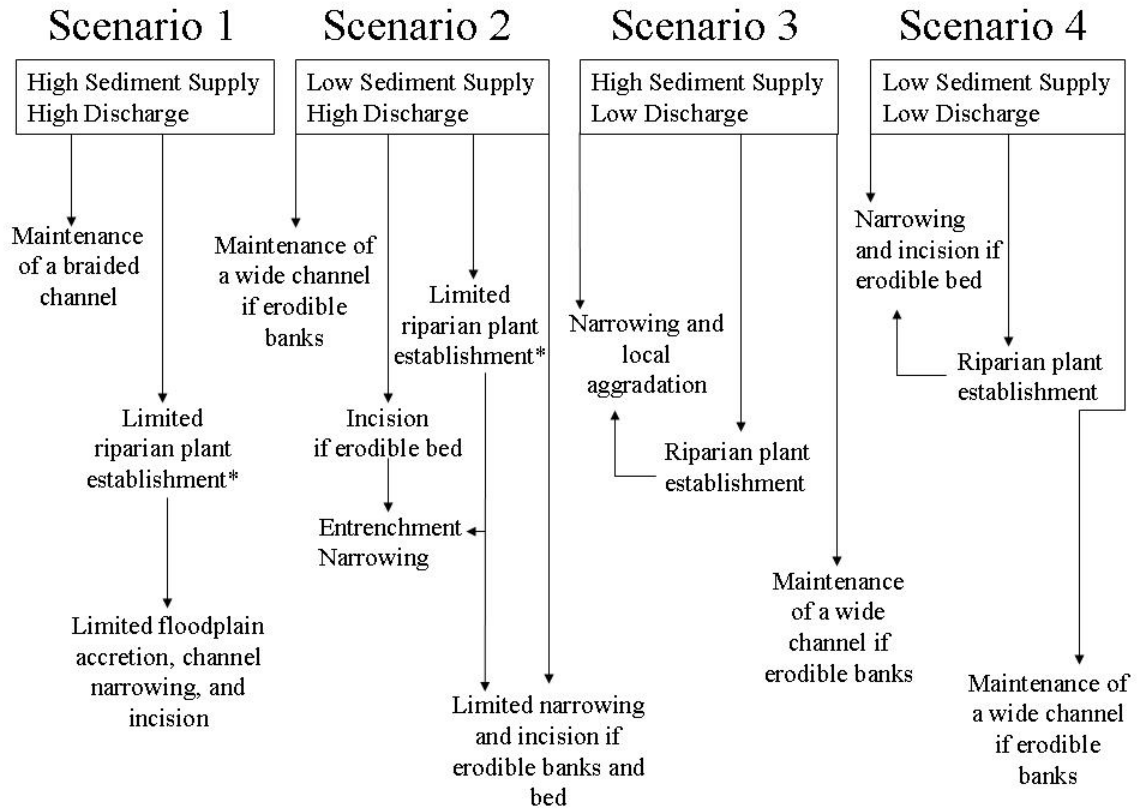 Scenario 1
High Sediment Supply
High Discharge
Maintenance
of a braided
channel
Limited
riparian plant
establishment*
Limited floodplain
accretion, channel
narrowing, and
incision
Scenario 2
Low Sediment Supply
High Discharge
Maintenance of
a wide channel
if erodible
banks
Limited
riparian plant
establishment*
Incision
if erodible bed
Entrenchment
Narrowing
Limited narrowing
and incision if
erodible banks and
bed
Scenario 3
High Sediment Supply
Low Discharge
Narrowing and
local
aggradation
Riparian plant
establishment
Maintenance
of a wide
channel if
erodible banks
Scenario 4
Low Sediment Supply
Low Discharge
Narrowing
and incision if
erodible bed
Riparian plant
establishment
Maintenance of
a wide channel
if erodible
banks